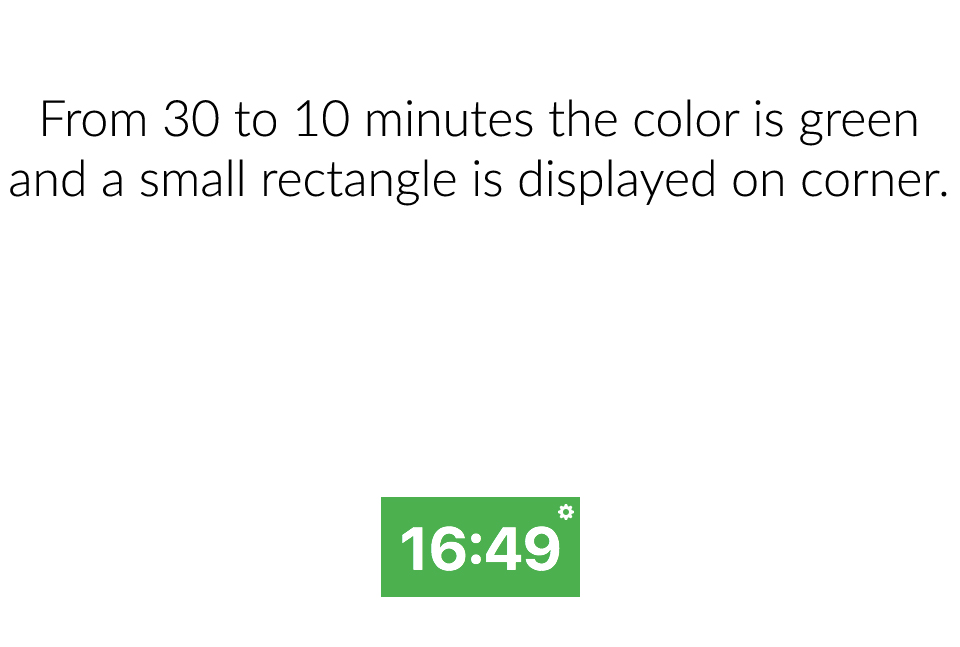 From 30 to 10 minutes the color is green
and a small rectangle is displayed on corner.
16:49